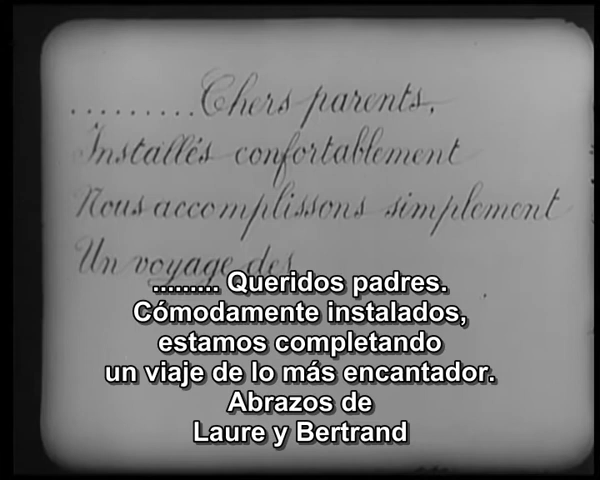 .........Chers parents,
Installés confortablement
Nous accomplissons simplement
Un voyage des
......... Queridos padres.
Cómodamente instalados,
estamos completando
un viaje de lo más encantador.
Abrazos de
Laure y Bertrand